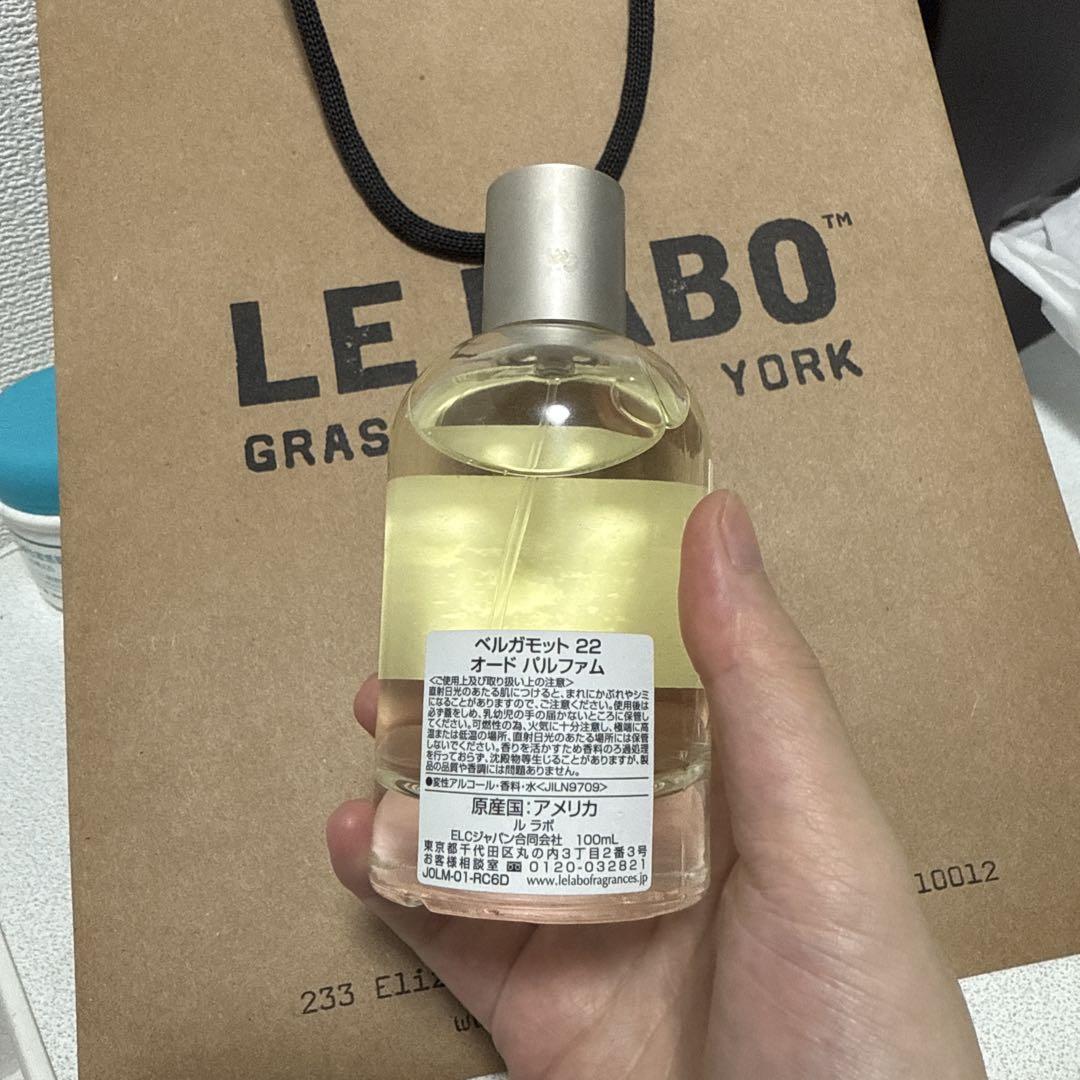 LE LABO™
GRAS YORK
ベルガモット 22
オード パルファム
<ご使用上及び取り扱い上の注意>
直射日光のあたる肌につけると、まれにかぶれやシミ
になることがありますので、ご注意ください。使用後は
必ず蓋をしめ、乳幼児の手の届かないところに保管し
てください。可燃性の為、火気に十分注意し、極端に高
温または低温の場所、直射日光のあたる場所には保管
しないでください。香りを活かすため香料のろ過処理
を行っておらず、沈殿物等生じることがありますが、製
品の品質や香調には問題ありません。
●変性アルコール・香料・水<JILN9709>
原産国:アメリカ
ル ラボ
ELCジャパン合同会社 100mL
東京都千代田区丸の内3丁目2番3号
お客様相談室 0120-032821
J0LM-01-RC6D www.lelabofragrances.jp
233 Eliz 10012